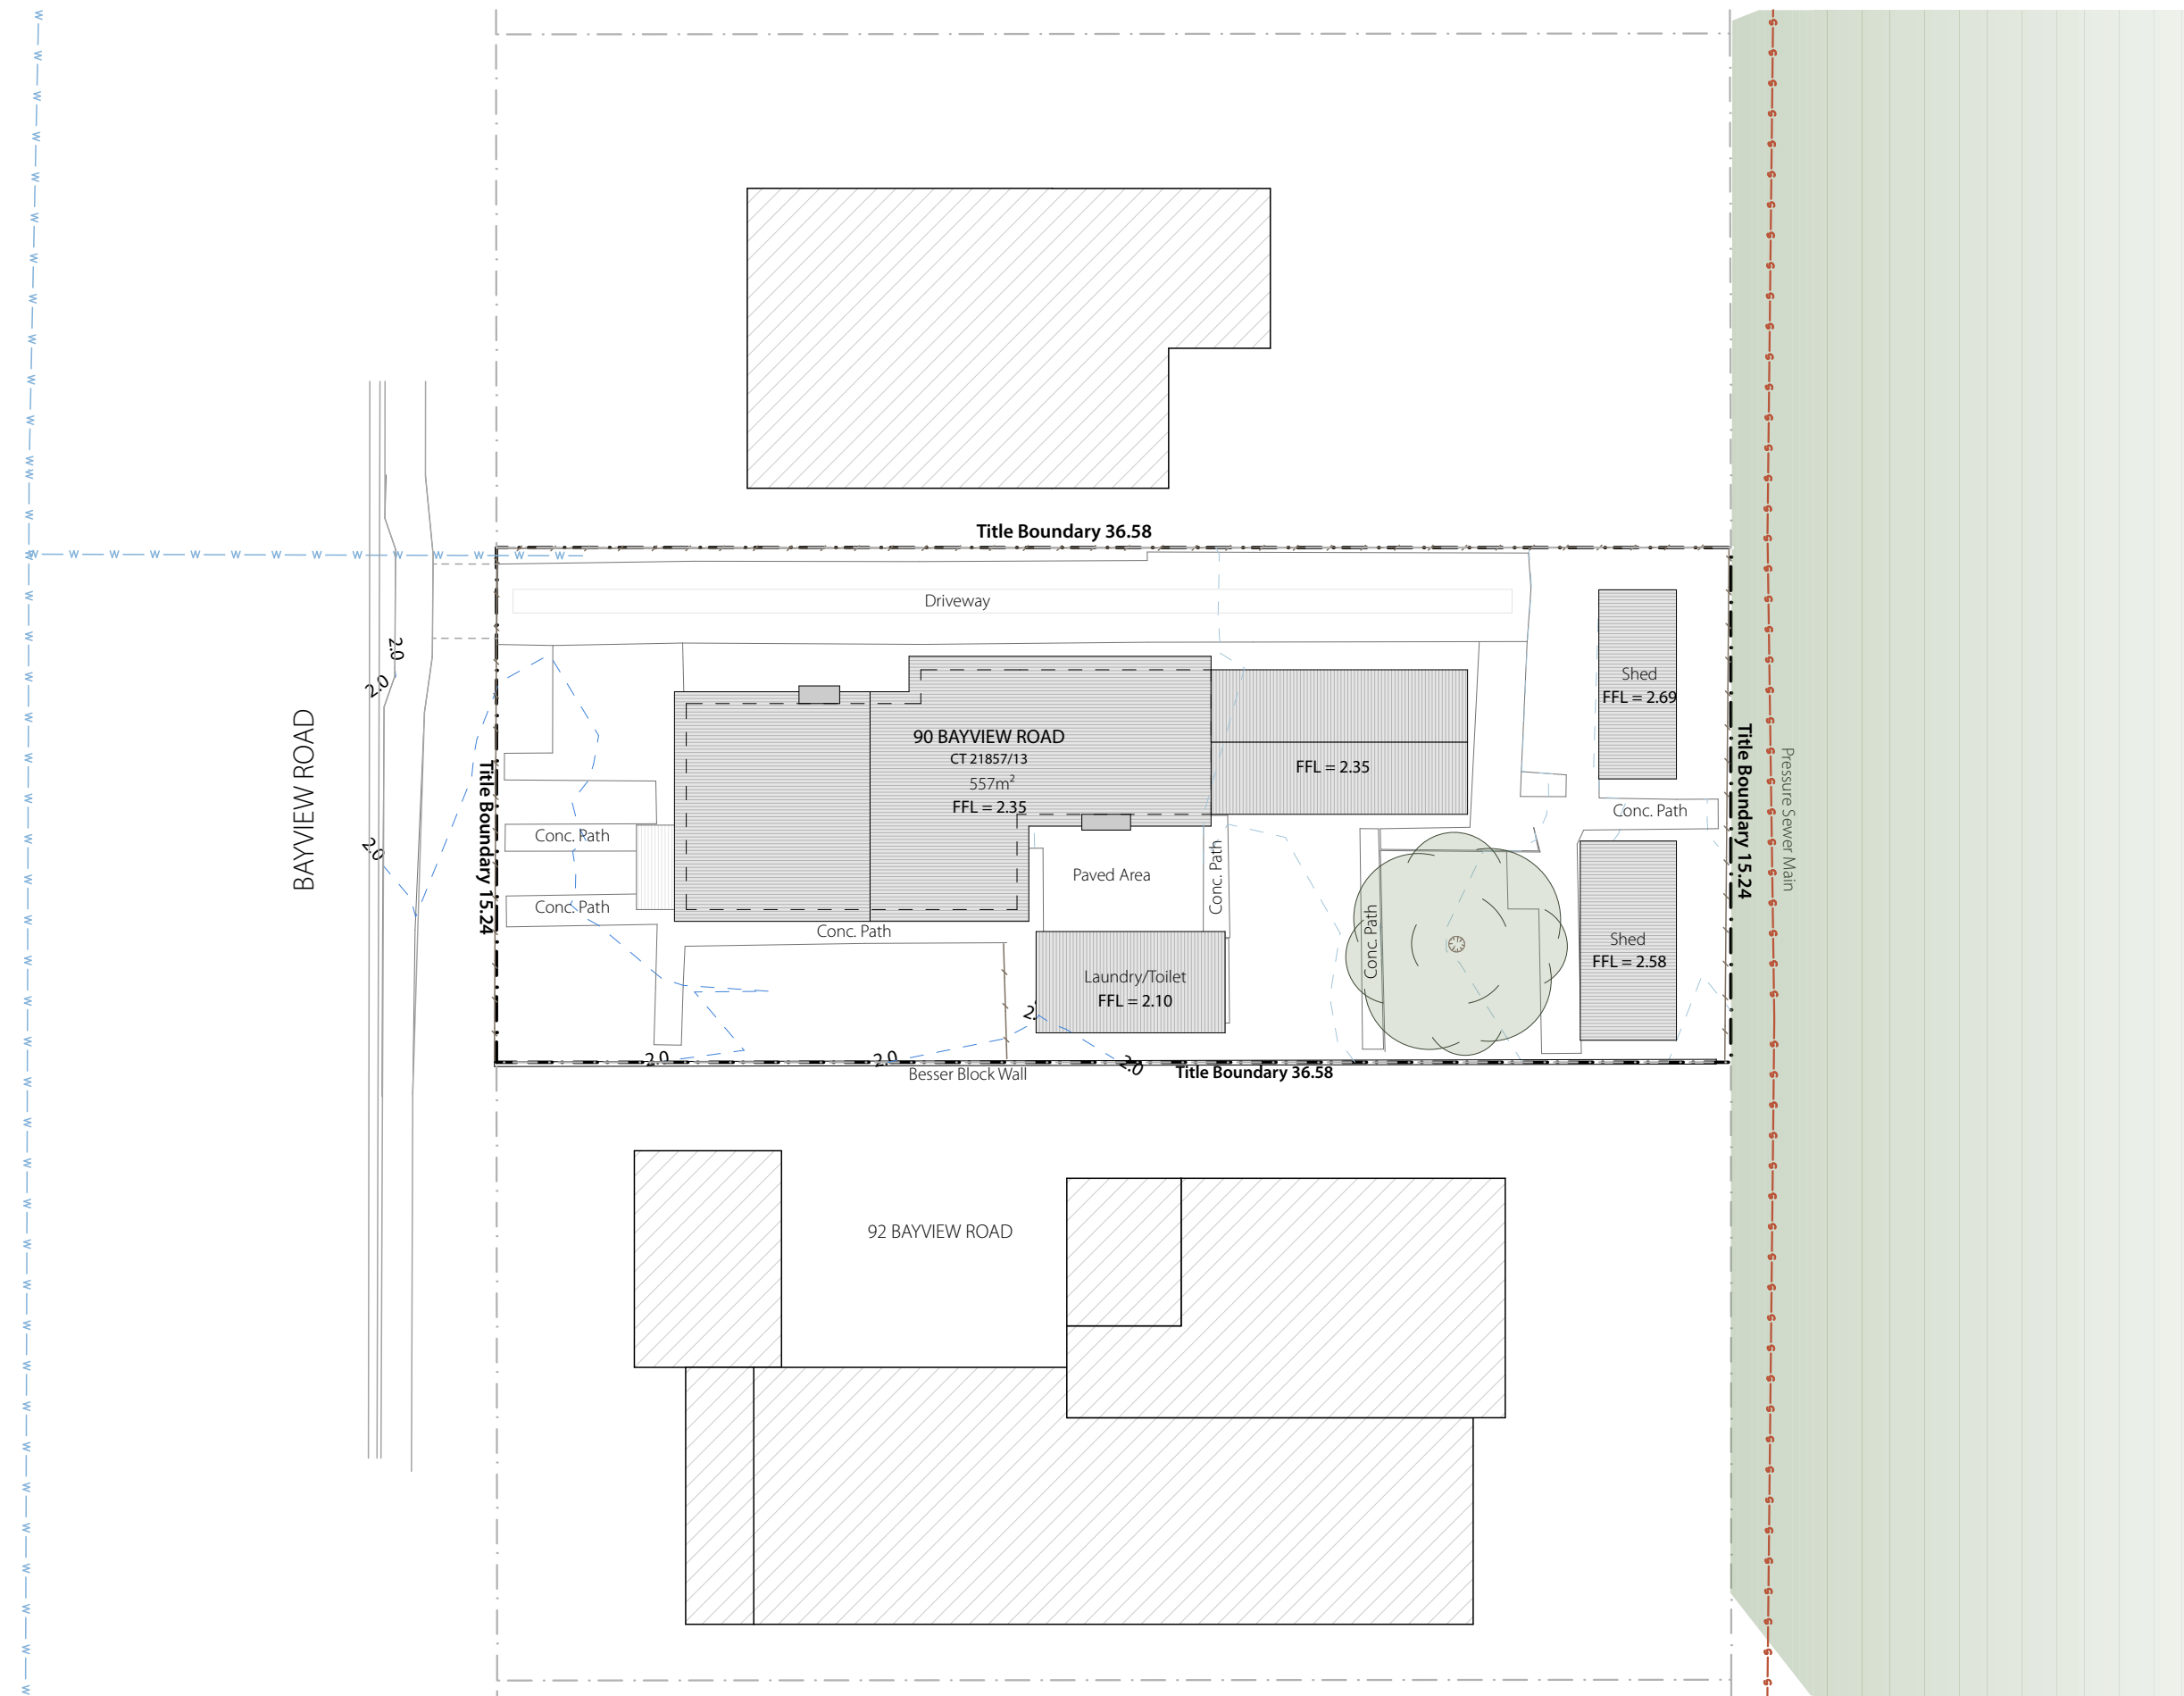 Title Boundary 36.58
Driveway
2.0
2.0
2.0
BAYVIEW ROAD
Title Boundary 15.24
90 BAYVIEW ROAD
CT 21857/13
557m²
FFL = 2.35
FFL = 2.35
Shed
FFL = 2.69
Conc. Path
Title Boundary 15.24
Pressure Sewer Main
Conc. Path
Conc. Path
Conc. Path
Paved Area
Conc. Path
Conc. Path
Laundry/Toilet
FFL = 2.10
Shed
FFL = 2.58
2.0
2.0
2.0
Besser Block Wall
Title Boundary 36.58
92 BAYVIEW ROAD